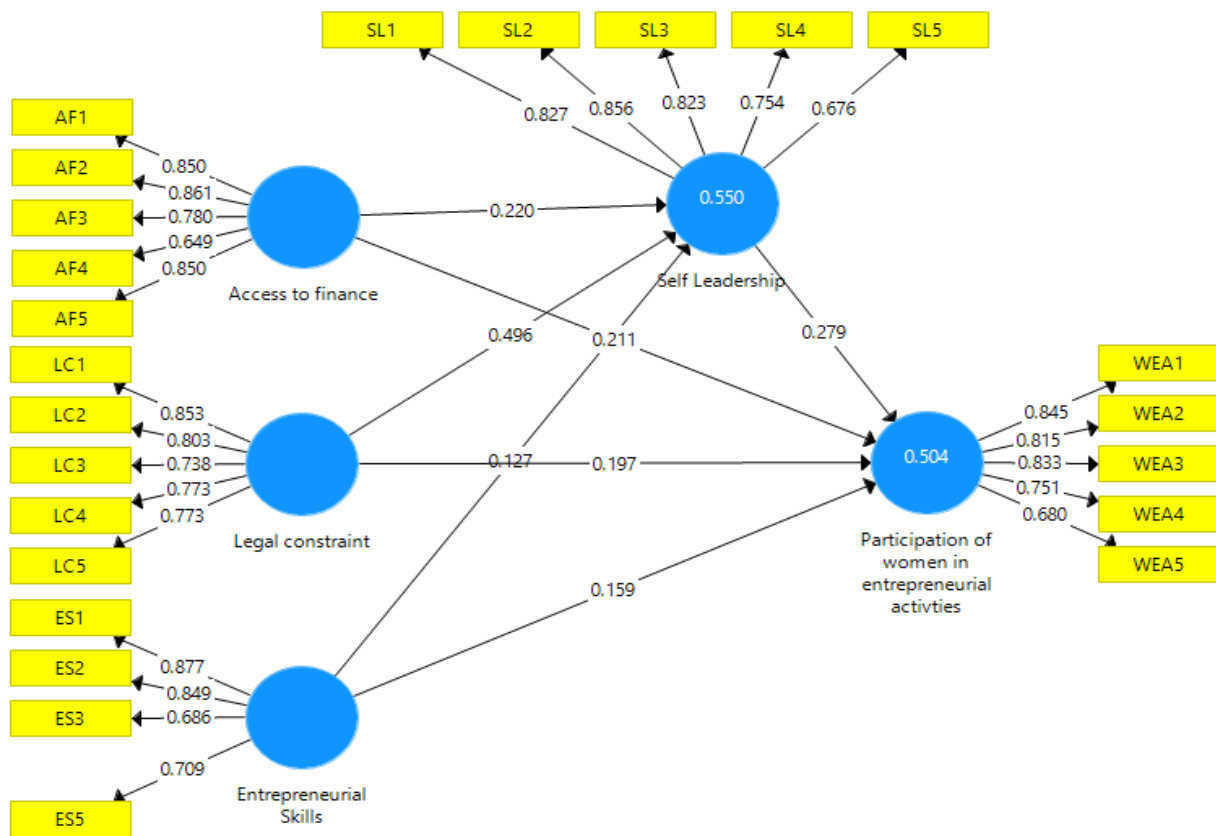 SL1 SL2 SL3 SL4 SL5
0.827 0.856 0.823 0.754 0.676
AF1
AF2
AF3
AF4
AF5
0.850
0.861
0.780
0.649
0.850
Access to finance
0.550
Self Leadership
0.220
0.496
0.211
0.127
0.279
LC1
LC2
LC3
LC4
LC5
0.853
0.803
0.738
0.773
0.773
Legal constraint
0.197
0.159
0.504
Participation of
women in
entrepreneurial
activties
0.845
0.815
0.833
0.751
0.680
WEA1
WEA2
WEA3
WEA4
WEA5
ES1
ES2
ES3
ES5
0.877
0.849
0.686
0.709
Entrepreneurial
Skills